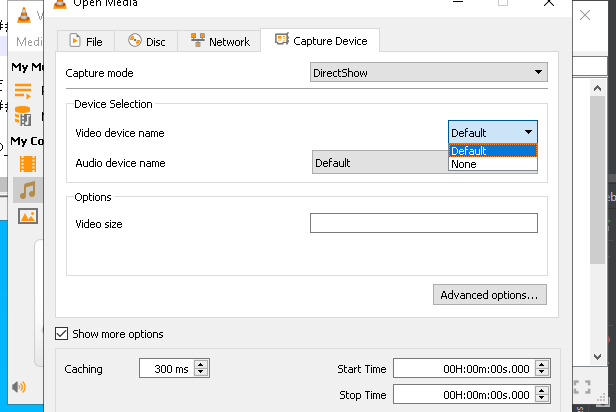 Open Media
Medi
File
Disc
Network
Capture Device
My M
Capture mode
DirectShow
Device Selection
Video device name
Default
Default
None
My Co
Audio device name
Default
Options
Video size
Advanced options...
Show more options
Caching
300 ms
Start Time
00H:00m:00s.000
Stop Time
00H:00m:00s.000